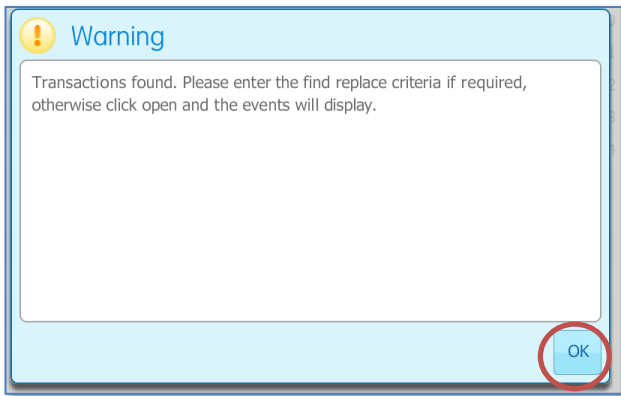 Warning
Transactions found. Please enter the find replace criteria if required,
otherwise click open and the events will display.
OK